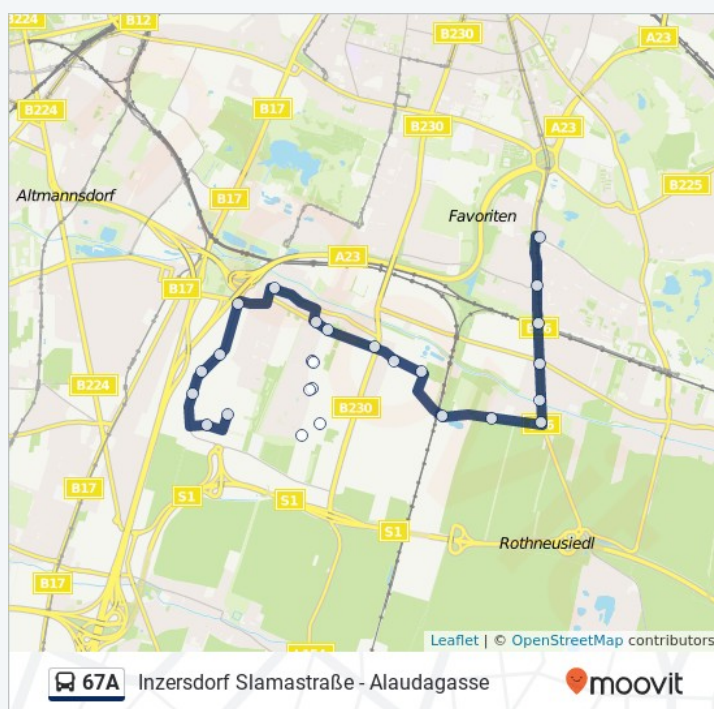 B224
B12
B230
A23
B17
B224
B230
A23
Altmannsdorf
B17
B225
Favoriten
A23
B17
B224
B230
B17
S1
S1
S1
Rothneusiedl
B17
Leaflet | © OpenStreetMap contributors
67A Inzersdorf Slamastraße - Alaudagasse
moovit